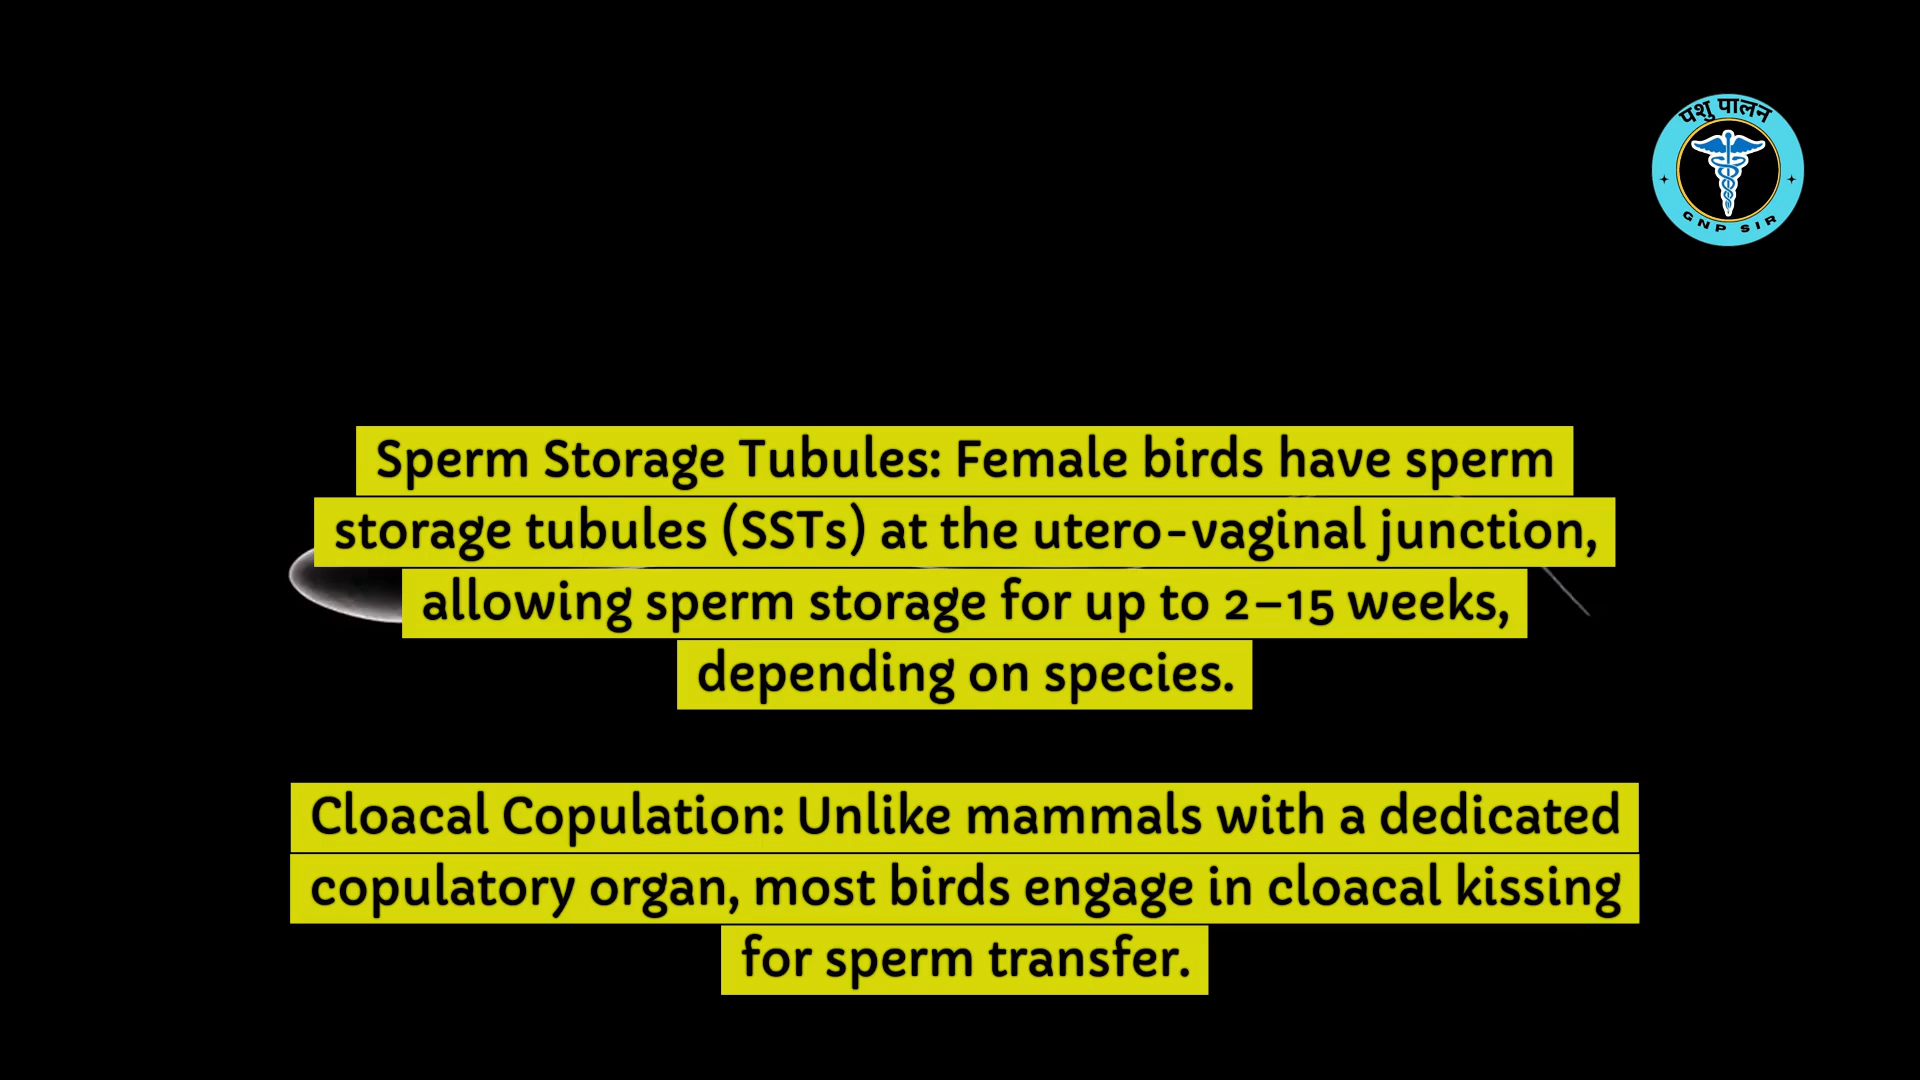 पशु पालन
GNP SIR
Sperm Storage Tubules: Female birds have sperm
storage tubules (SSTs) at the utero-vaginal junction,
allowing sperm storage for up to 2–15 weeks,
depending on species.
Cloacal Copulation: Unlike mammals with a dedicated
copulatory organ, most birds engage in cloacal kissing
for sperm transfer.